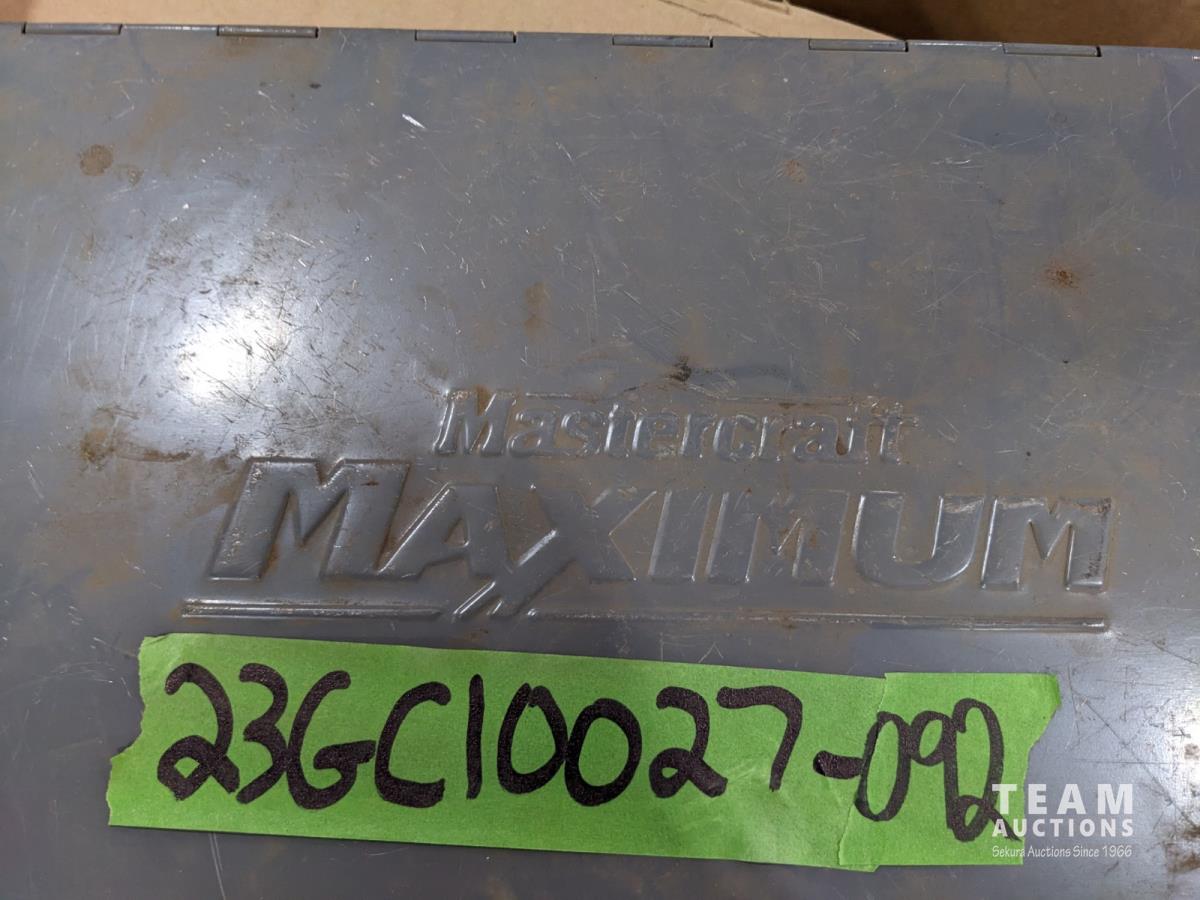 Mastercraft
MAXIMUM
23GC10027-092
TEAM
AUCTIONS
Sekura Auctions Since 1966